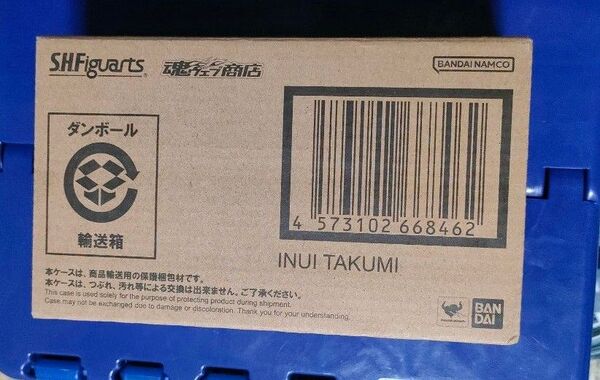 S.H.Figuarts
魂ウェブ商店
BANDAI NAMCO
ダンボール
輸送箱
4 573102 668462
INUI TAKUMI
本ケースは、商品輸送用の保護梱包材です。
本ケースは、つぶれ、汚れ等による交換は出来ません、ご了承ください。
This case is used solely for the purpose of protecting product during shipment.
Case may not be exchanged due to damage or discoloration. Thank you for your understanding.
BAN
DAI